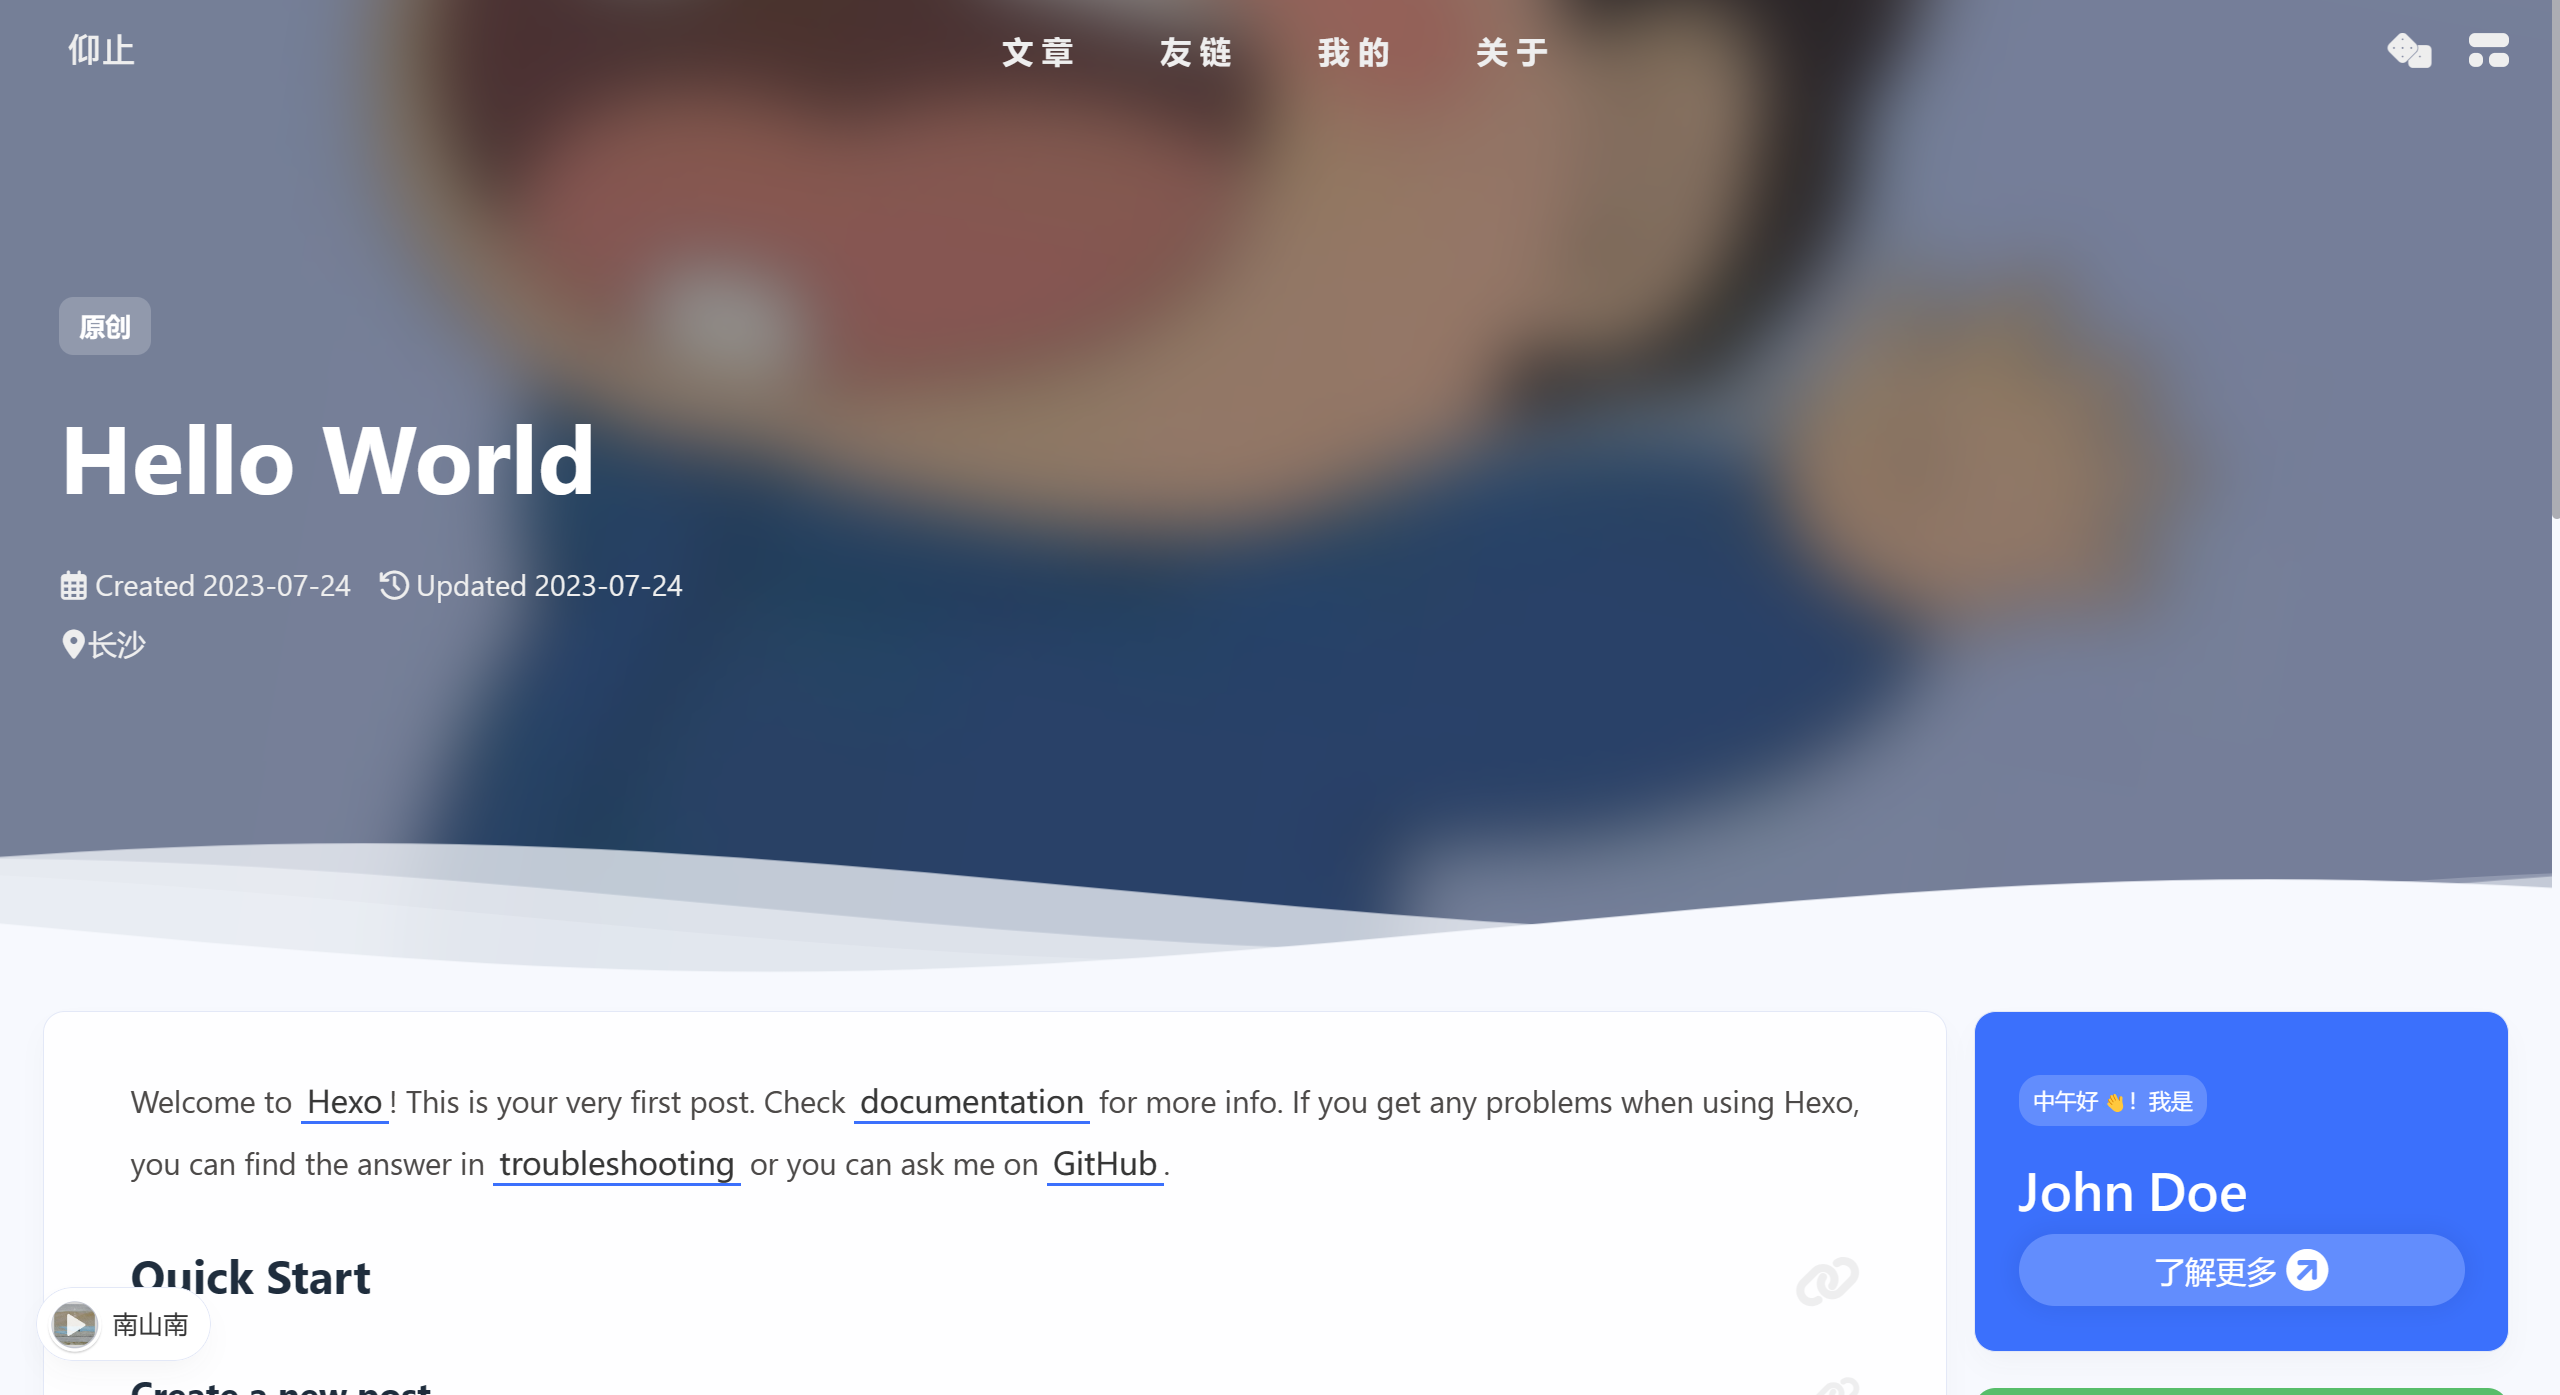 仰止
文章 友链 我的 关于
原创
Hello World
Created 2023-07-24 Updated 2023-07-24
长沙
Welcome to Hexo! This is your very first post. Check documentation for more info. If you get any problems when using Hexo,
you can find the answer in troubleshooting or you can ask me on GitHub.
Quick Start
Create a new post
中午好 👋！我是
John Doe
了解更多
南山南